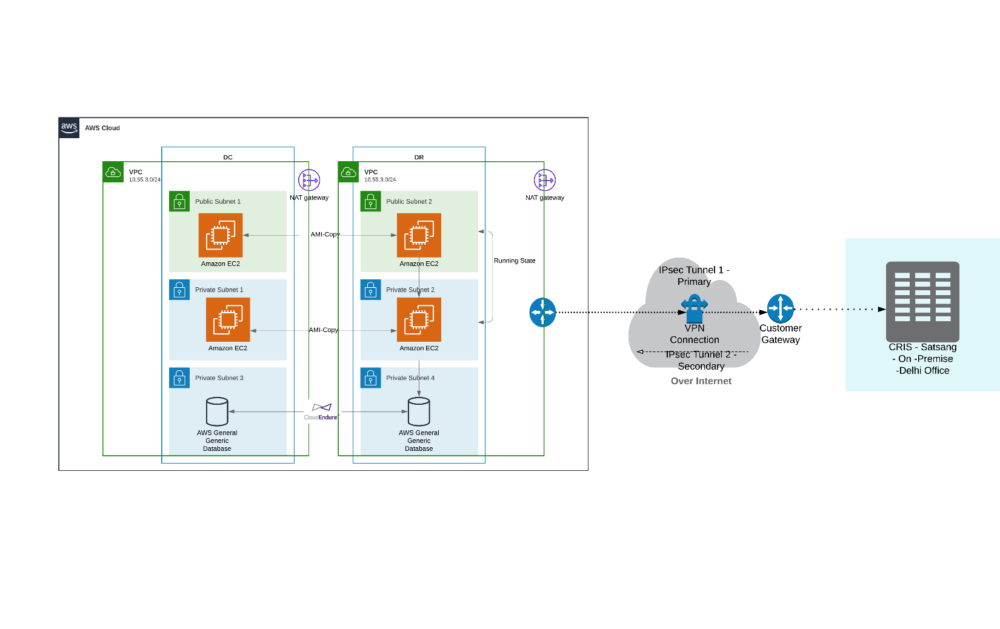 aws
AWS Cloud
DC
DR
VPC
10.55.3.0/24
VPC
10.55.3.0/24
NAT gateway
NAT gateway
Public Subnet 1
Public Subnet 2
AMI-Copy
Amazon EC2
Amazon EC2
Running State
Private Subnet 1
Private Subnet 2
AMI-Copy
Amazon EC2
Amazon EC2
Private Subnet 3
Private Subnet 4
CloudEndure
AWS General
Generic
Database
AWS General
Generic
Database
IPsec Tunnel 1 -
Primary
VPN
Connection
IPsec Tunnel 2 -
Secondary
Over Internet
Customer
Gateway
CRIS - Satsang
- On -Premise
-Delhi Office